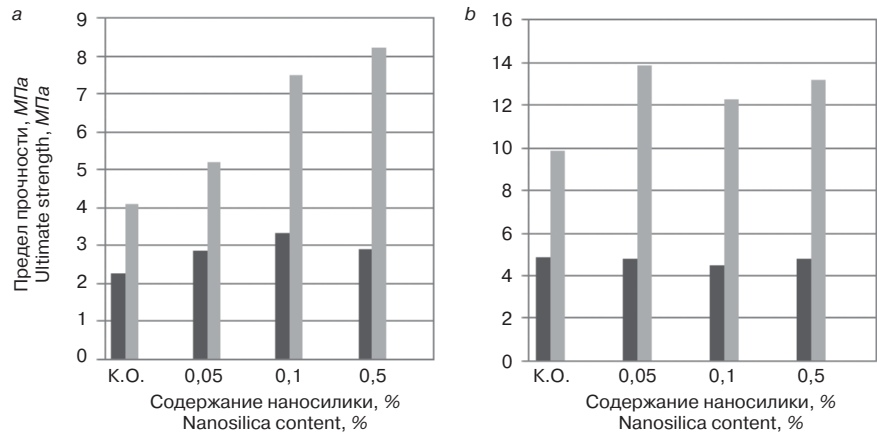 a
9
8
7
6
5
4
3
2
1
0
Предел прочности, МПа
Ultimate strength, МПа
К.О. 0,05 0,1 0,5
Содержание наносилики, %
Nanosilica content, %
b
16
14
12
10
8
6
4
2
0
К.О. 0,05 0,1 0,5
Содержание наносилики, %
Nanosilica content, %